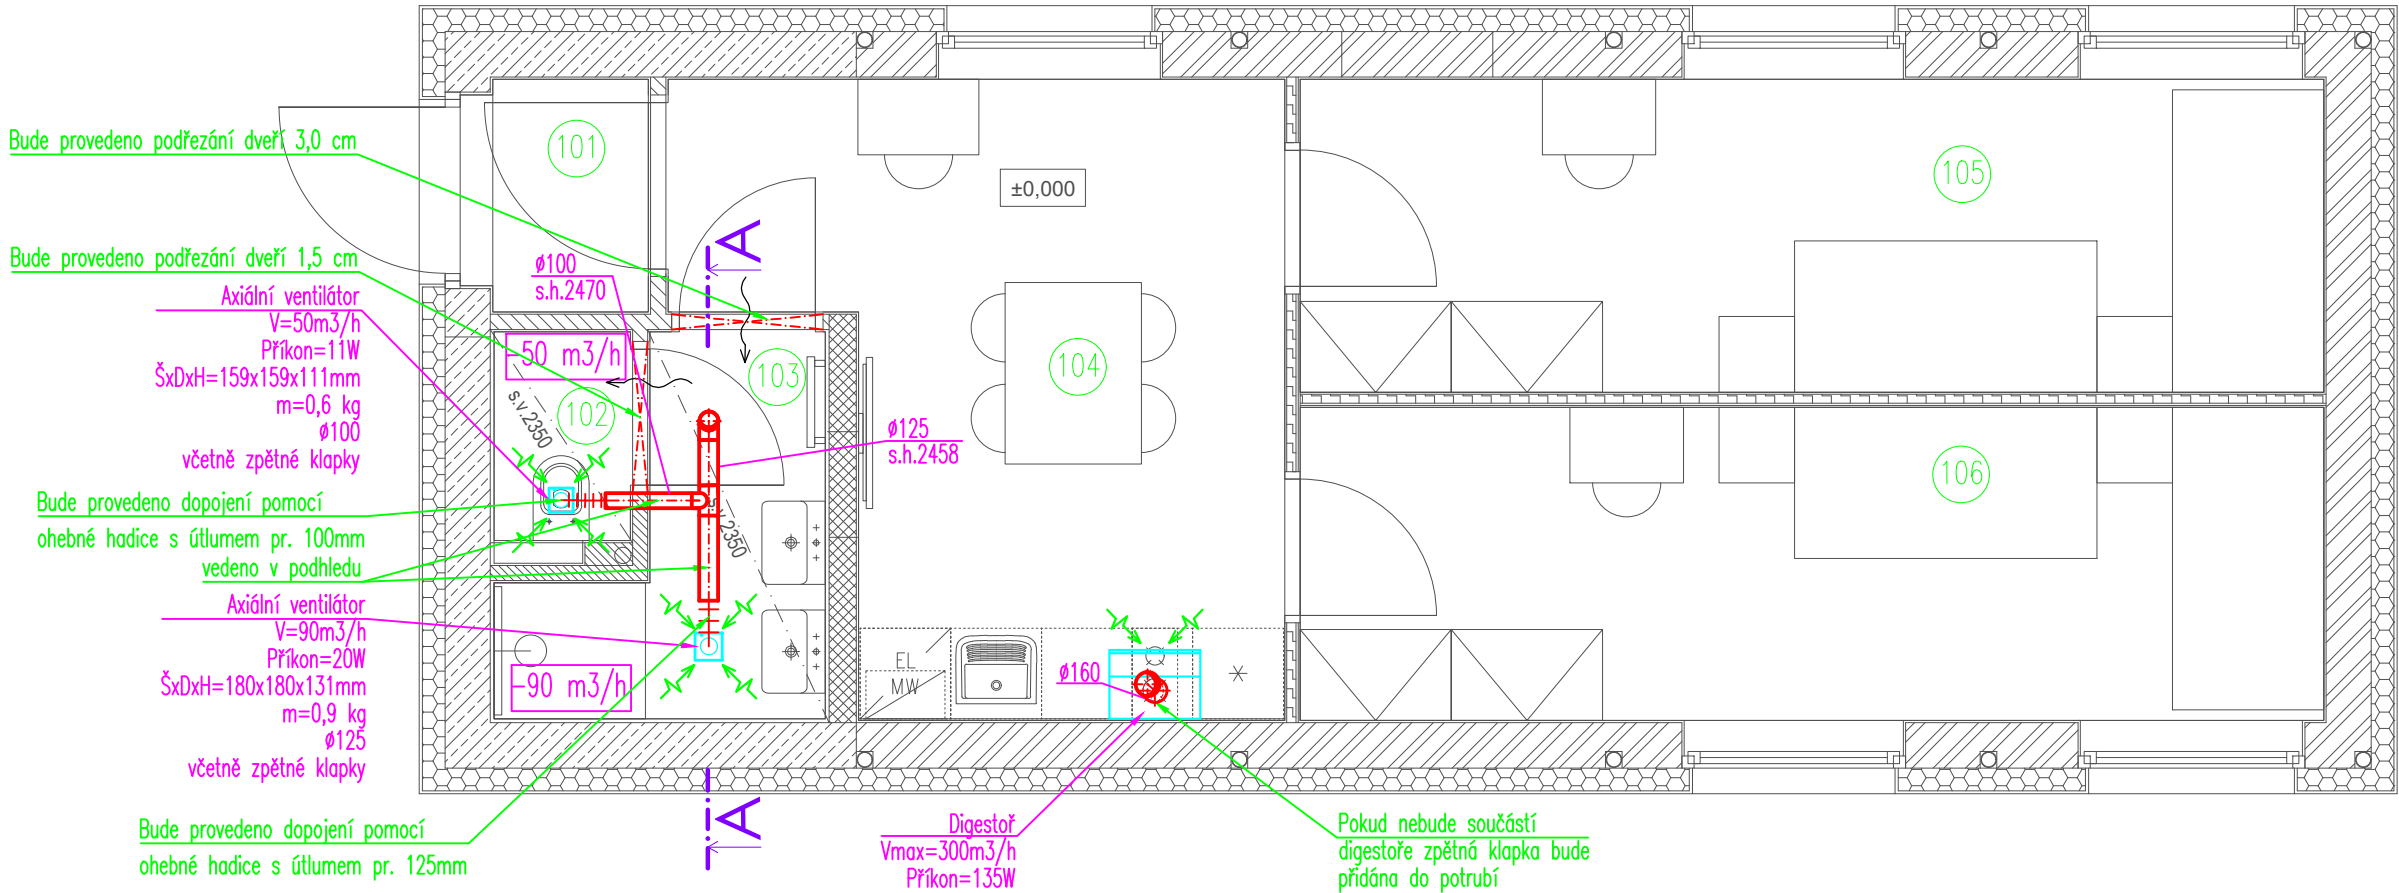 Bude provedeno podřezání dveří 3,0 cm
Bude provedeno podřezání dveří 1,5 cm
Axiální ventilátor
V=50m3/h
Příkon=11W
ŠxDxH=159x159x111mm
m=0,6 kg
ø100
včetně zpětné klapky
Bude provedeno dopojení pomocí
ohebné hadice s útlumem pr. 100mm
vedeno v podhledu
Axiální ventilátor
V=90m3/h
Příkon=20W
ŠxDxH=180x180x131mm
m=0,9 kg
ø125
včetně zpětné klapky
Bude provedeno dopojení pomocí
ohebné hadice s útlumem pr. 125mm
101
ø100
s.h.2470
A
-50 m3/h
102
s.v.2350
103
s.v.2350
-90 m3/h
ø125
s.h.2458
±0,000
104
105
106
EL
MW
ø160
A
Digestoř
Vmax=300m3/h
Příkon=135W
Pokud nebude součástí
digestoře zpětná klapka bude
přidána do potrubí